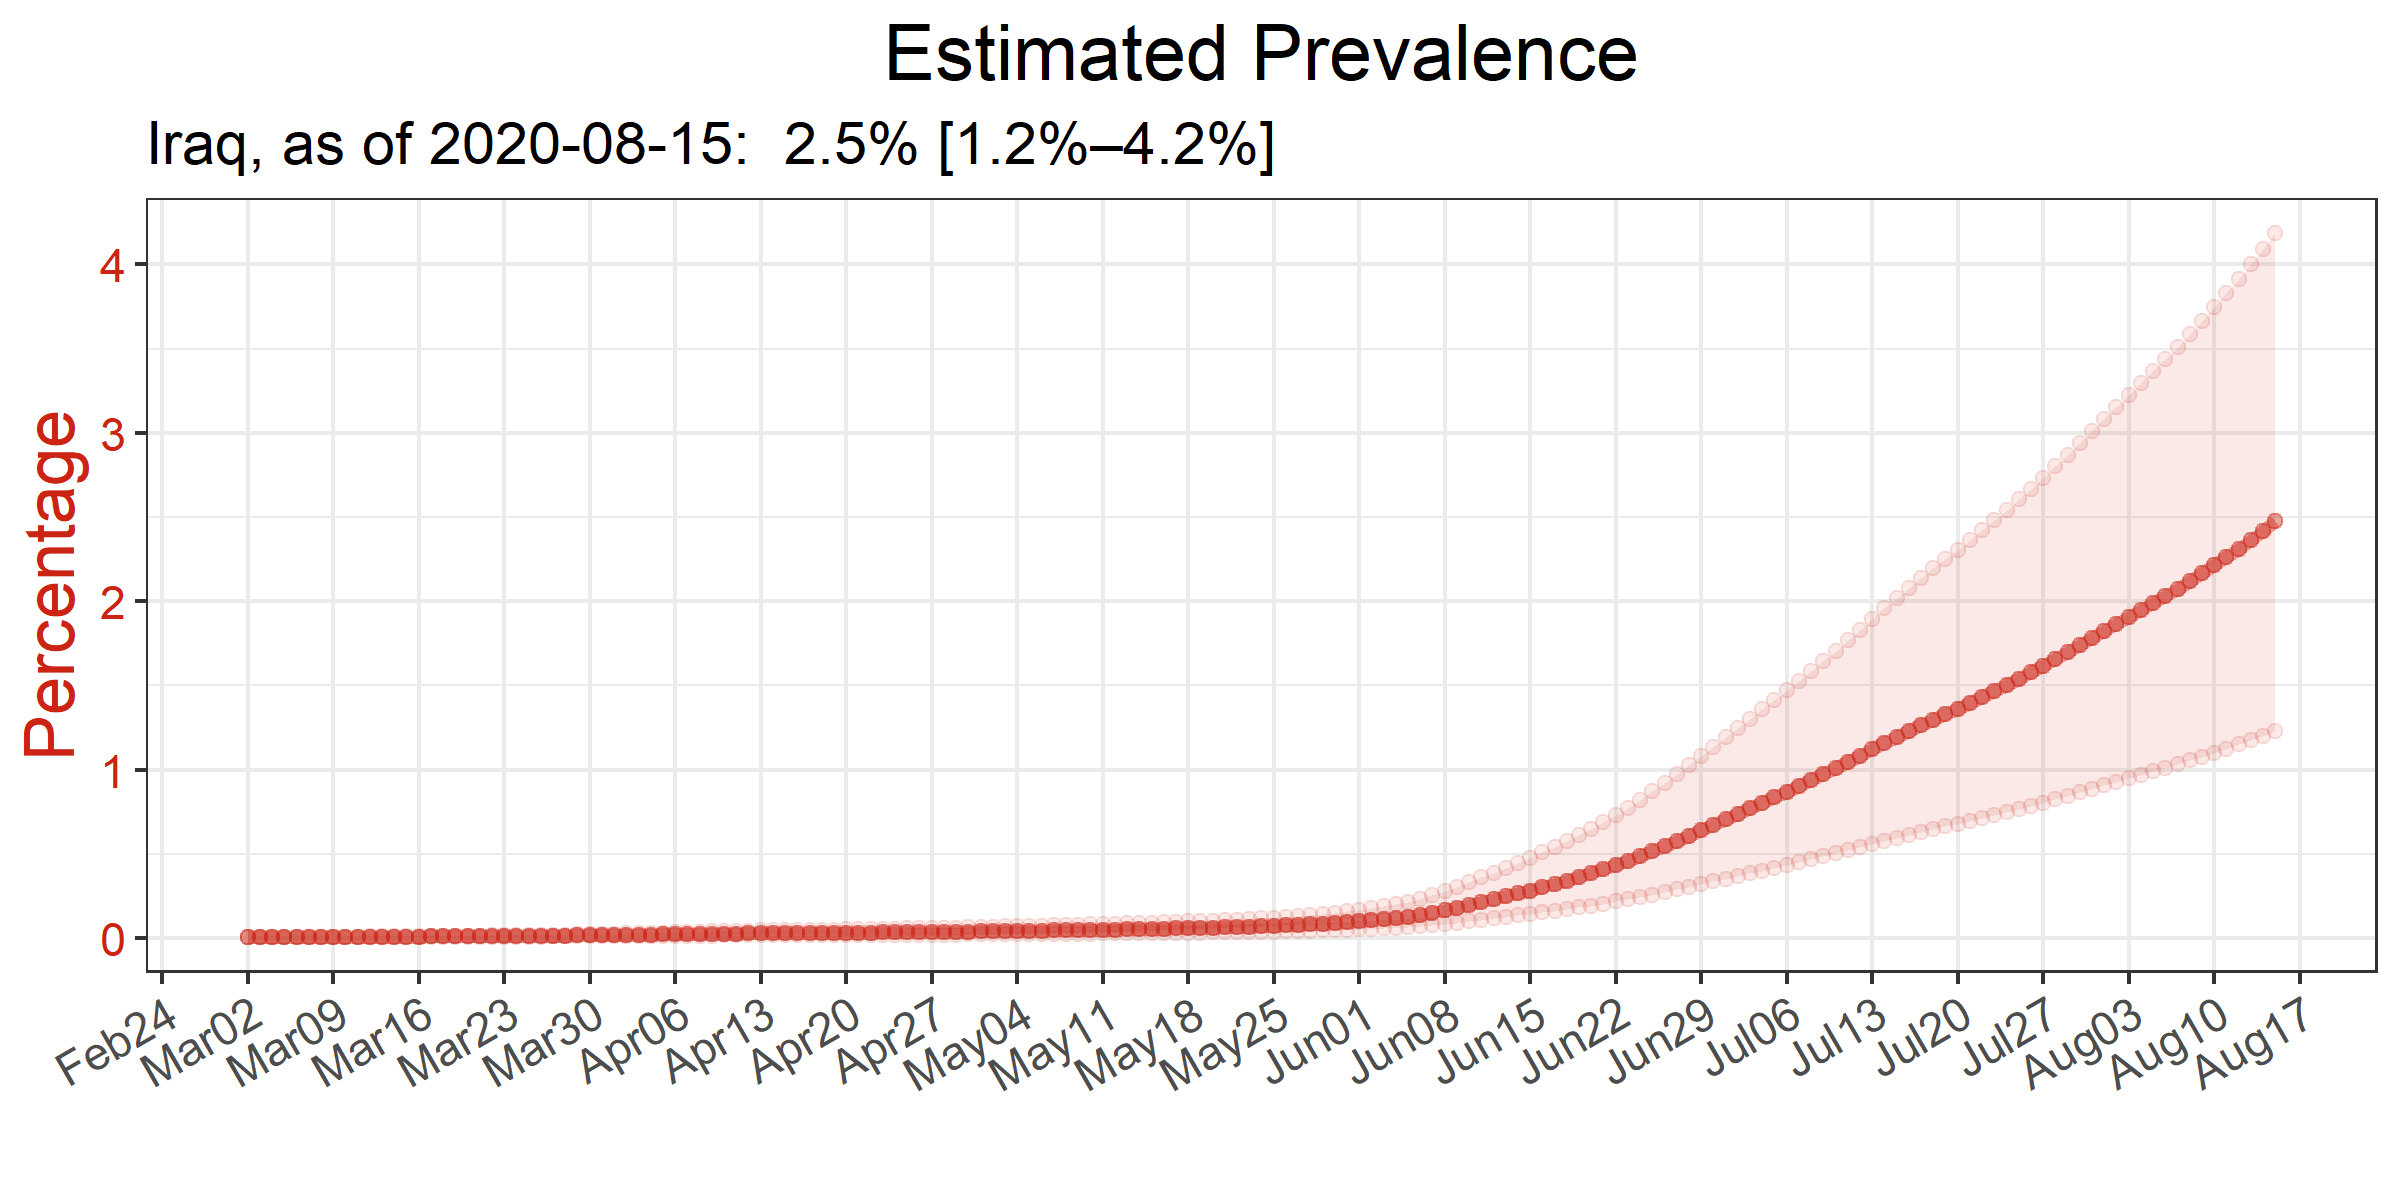 Estimated Prevalence
Iraq, as of 2020-08-15:  2.5% [1.2%–4.2%]
Percentage
4
3
2
1
0
Feb24
Mar02
Mar09
Mar16
Mar23
Mar30
Apr06
Apr13
Apr20
Apr27
May04
May11
May18
May25
Jun01
Jun08
Jun15
Jun22
Jun29
Jul06
Jul13
Jul20
Jul27
Aug03
Aug10
Aug17